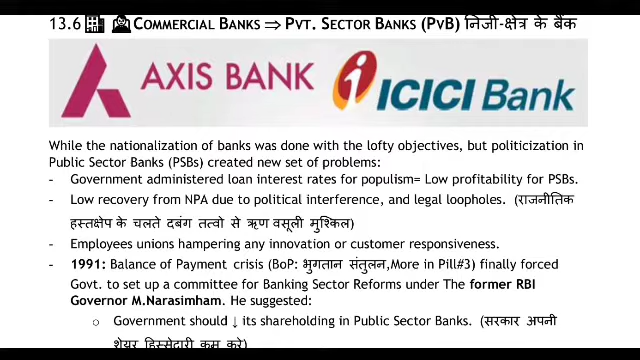 13.6 COMMERCIAL BANKS ⇒ PVT. SECTOR BANKS (PVB) निजी-क्षेत्र के बैंक
AXIS BANK
ICICI Bank
While the nationalization of banks was done with the lofty objectives, but politicization in
Public Sector Banks (PSBs) created new set of problems:
- Government administered loan interest rates for populism= Low profitability for PSBs.
- Low recovery from NPA due to political interference, and legal loopholes. (राजनीतिक
हस्तक्षेप के चलते दबंग तत्वो से ऋण वसूली मुश्किल)
- Employees unions hampering any innovation or customer responsiveness.
- 1991: Balance of Payment crisis (BoP: भुगतान संतुलन,More in Pill#3) finally forced
Govt. to set up a committee for Banking Sector Reforms under The former RBI
Governor M.Narasimham. He suggested:
o Government should ↓ its shareholding in Public Sector Banks. (सरकार अपनी
शेयर हिस्सेदारी कम करे)